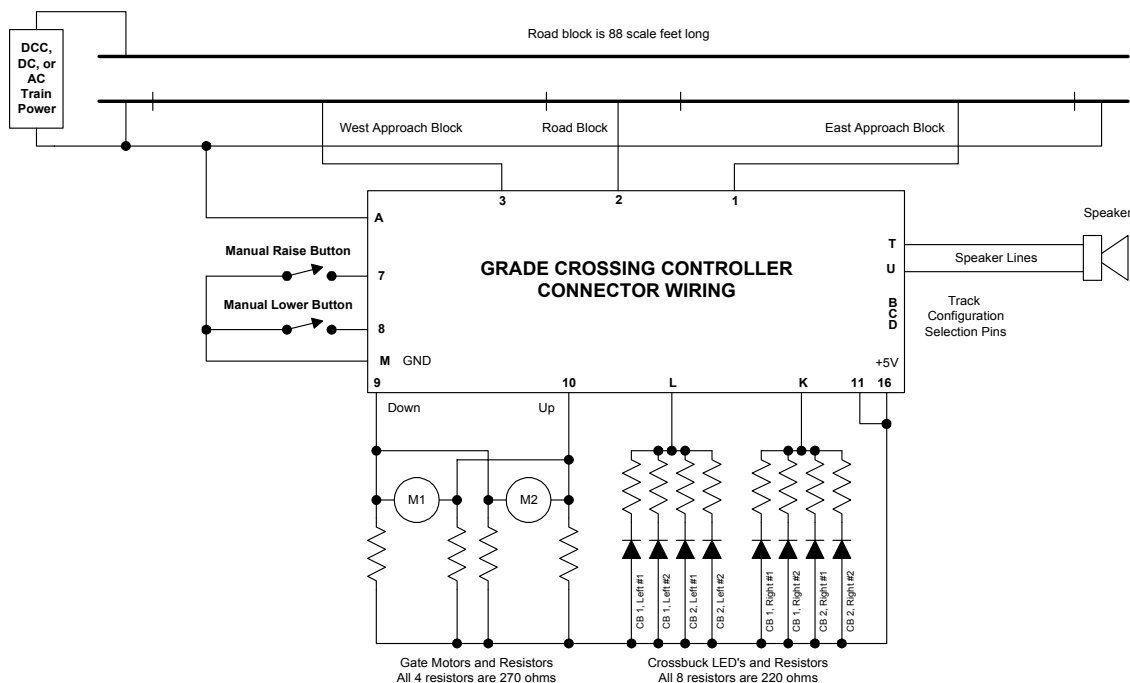 DCC,
DC, or
AC
Train
Power
Road block is 88 scale feet long
West Approach Block
Road Block
East Approach Block
3
2
1
A
Manual Raise Button
7
Manual Lower Button
8
M GND
GRADE CROSSING CONTROLLER
CONNECTOR WIRING
T
U
Speaker
Speaker Lines
B
C
D
Track
Configuration
Selection Pins
+5V
9
10
L
K
11
16
Down
Up
M1
M2
CB 1, Left #1
CB 1, Left #2
CB 2, Left #1
CB 2, Left #2
CB 1, Right #1
CB 1, Right #2
CB 2, Right #1
CB 2, Right #2
Gate Motors and Resistors
All 4 resistors are 270 ohms
Crossbuck LED's and Resistors
All 8 resistors are 220 ohms